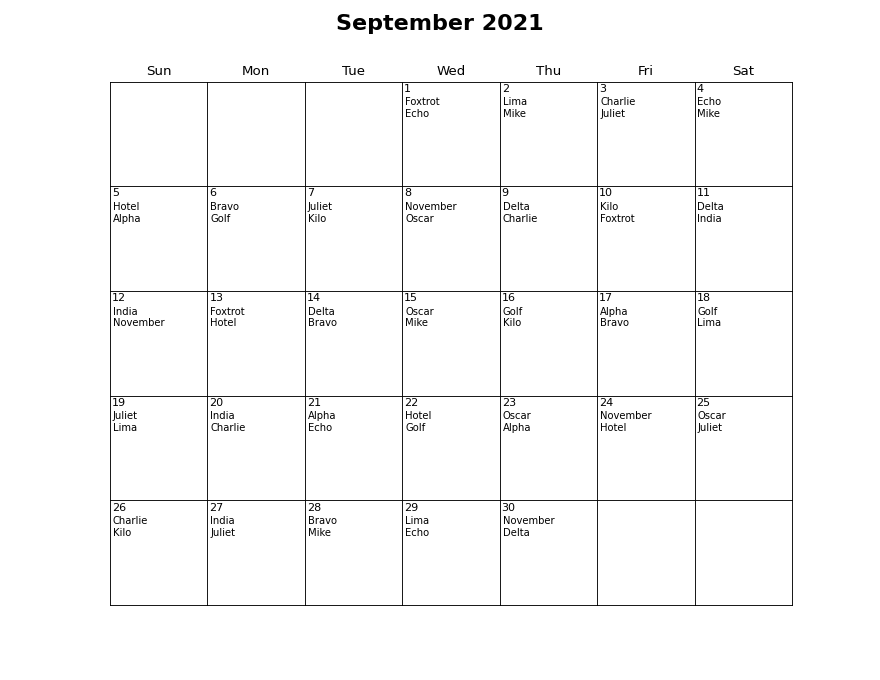 September 2021
Sun Mon Tue Wed Thu Fri Sat
1
Foxtrot
Echo
2
Lima
Mike
3
Charlie
Juliet
4
Echo
Mike
5
Hotel
Alpha
6
Bravo
Golf
7
Juliet
Kilo
8
November
Oscar
9
Delta
Charlie
10
Kilo
Foxtrot
11
Delta
India
12
India
November
13
Foxtrot
Hotel
14
Delta
Bravo
15
Oscar
Mike
16
Golf
Kilo
17
Alpha
Bravo
18
Golf
Lima
19
Juliet
Lima
20
India
Charlie
21
Alpha
Echo
22
Hotel
Golf
23
Oscar
Alpha
24
November
Hotel
25
Oscar
Juliet
26
Charlie
Kilo
27
India
Juliet
28
Bravo
Mike
29
Lima
Echo
30
November
Delta